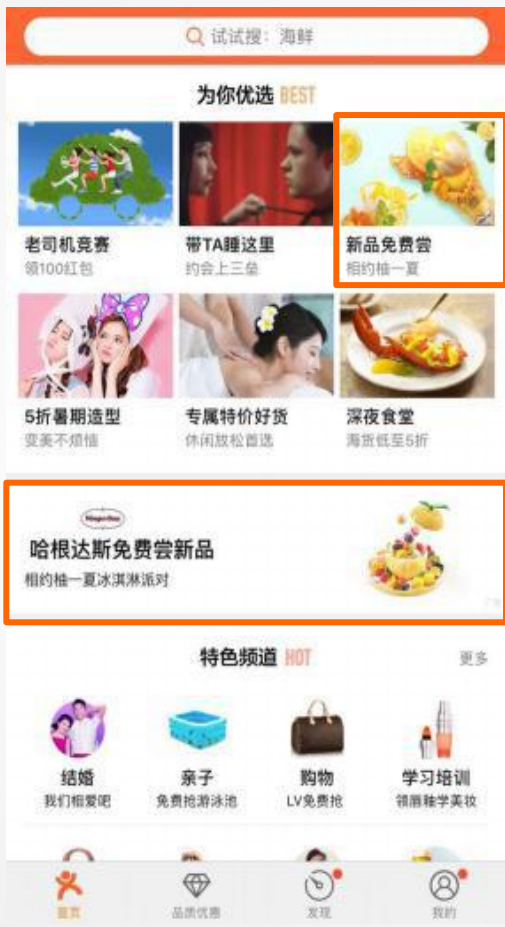 试试搜：海鲜
为你优选 BEST
老司机竞赛
领100红包
带TA睡这里
约会上三垒
新品免费尝
相约柚一夏
5折暑期造型
变美不烦恼
专属特价好货
休闲放松首选
深夜食堂
海货低至5折
Häagen-Dazs
哈根达斯免费尝新品
相约柚一夏冰淇淋派对
特色频道 HOT
更多
结婚
我们相爱吧
亲子
免费抢游泳池
购物
LV免费抢
学习培训
领唇釉学美妆
首页
品质优惠
发现
我的